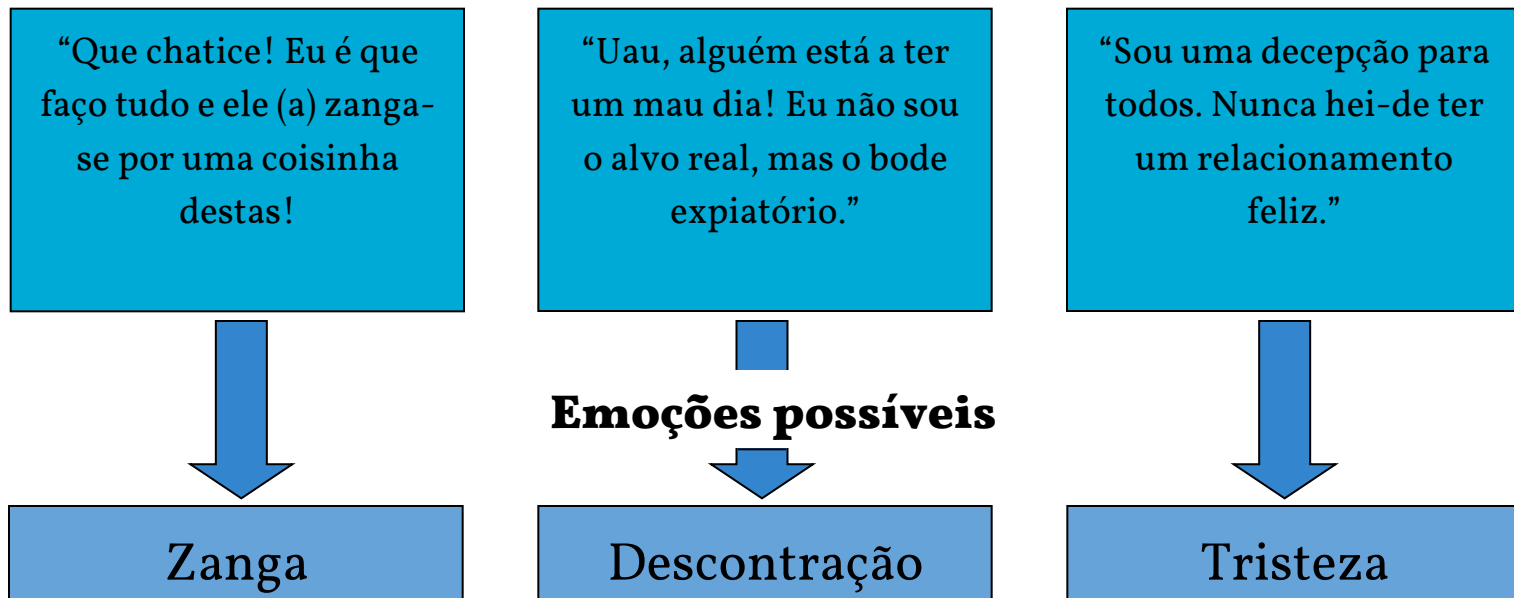 “Que chatice! Eu é que
faço tudo e ele (a) zanga-
se por uma coisinha
destas!
“Uau, alguém está a ter
um mau dia! Eu não sou
o alvo real, mas o bode
expiatório.”
“Sou uma decepção para
todos. Nunca hei-de ter
um relacionamento
feliz.”
Emoções possíveis
Zanga
Descontração
Tristeza